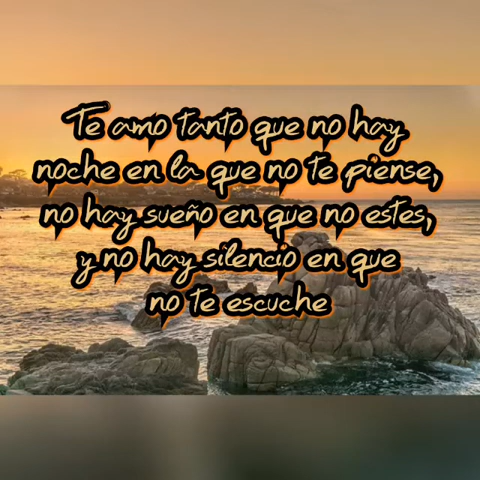 Te amo tanto que no hay
noche en la que no te piense,
no hay sueño en que no estes,
y no hay silencio en que
no te escuche